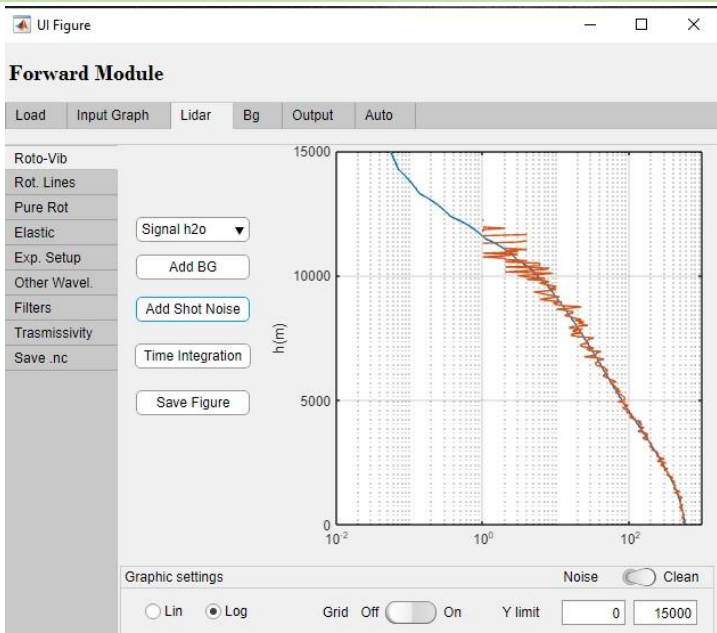 UI Figure
Forward Module
Load Input Graph Lidar Bg Output Auto
Roto-Vib
Rot. Lines
Pure Rot
Elastic
Exp. Setup
Other Wavel.
Filters
Trasmissivity
Save .nc
Signal h2o
Add BG
Add Shot Noise
Time Integration
Save Figure
h(m)
15000
10000
5000
0
10-2 100 102
Graphic settings Noise Clean
Lin Log Grid Off On Y limit 0 15000